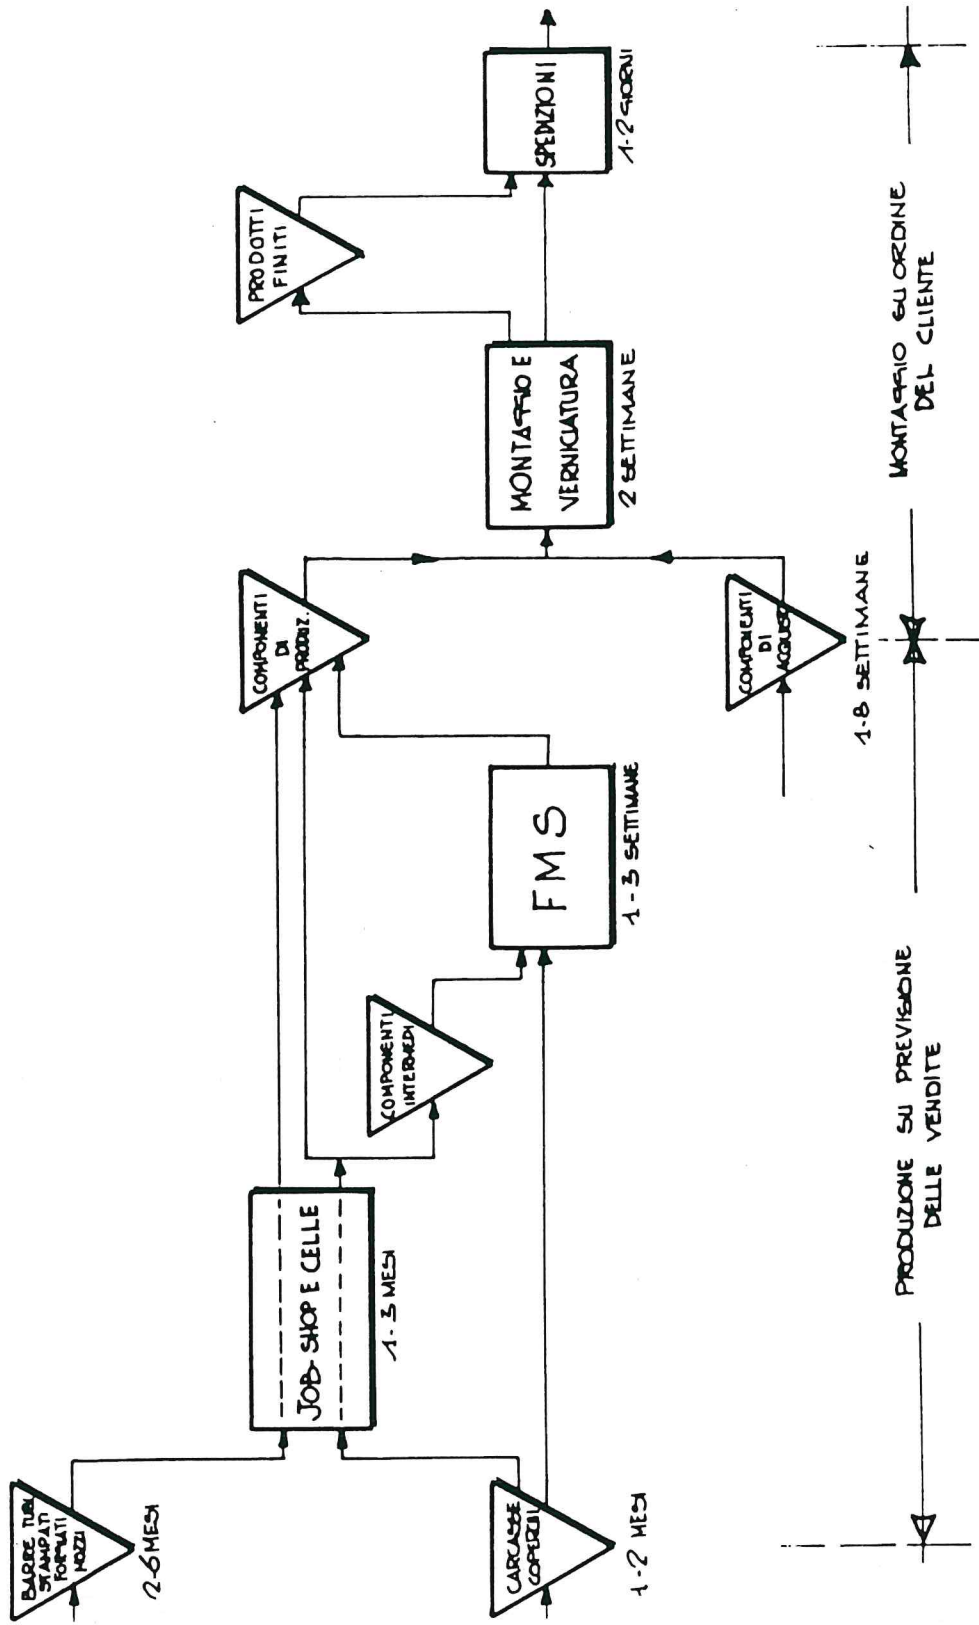 BARRE TUBI
STAMPATI
FORGIATI
MOZZI
2-6 MESI
CARCASSE
COPERCHI
1-2 MESI
JOB-SHOP E CELLE
1-3 MESI
COMPONENTI
INTERMEDI
FMS
1-3 SETTIMANE
COMPONENTI
DI
PRODUZ.
COMPONENTI
DI
ACQUISTO
1-8 SETTIMANE
MONTAGGIO E
VERNICIATURA
2 SETTIMANE
PRODOTTI
FINITI
SPEDIZIONI
1-2 GIORNI
PRODUZIONE SU PREVISIONE
DELLE VENDITE
MONTAGGIO SU ORDINE
DEL CLIENTE